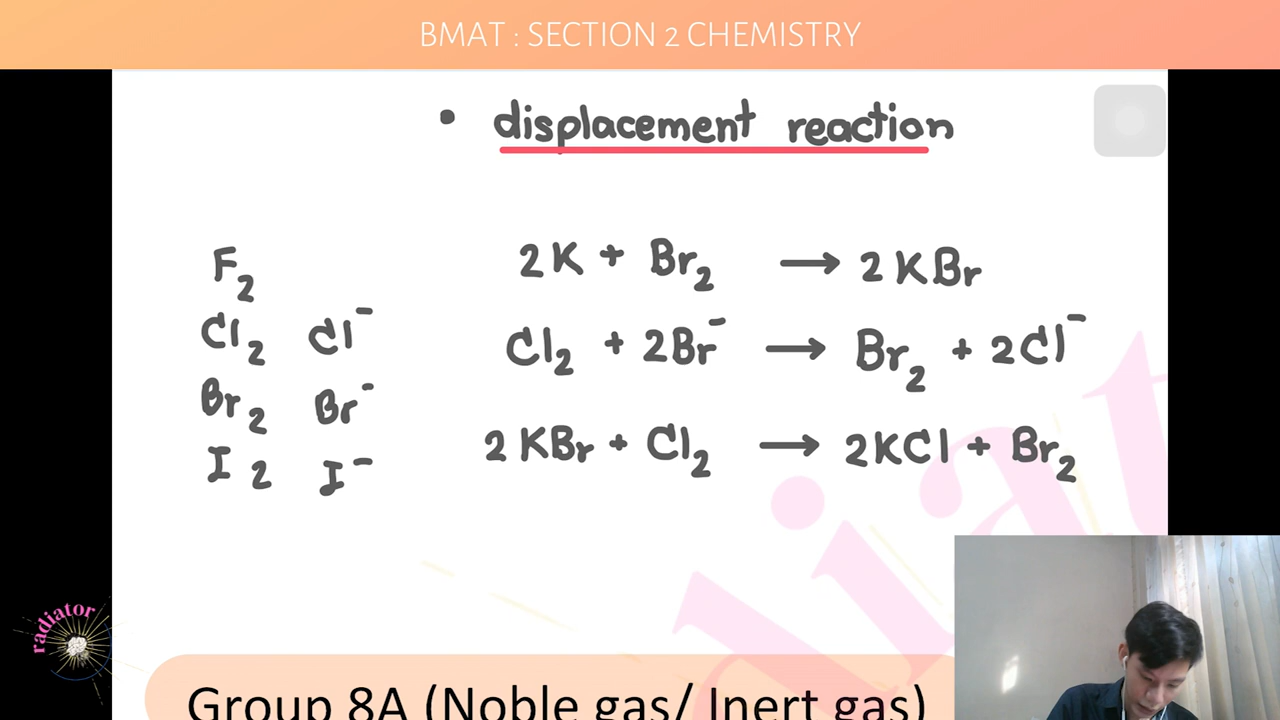 BMAT : SECTION 2 CHEMISTRY
• displacement reaction
F₂
Cl₂ Cl⁻
Br₂ Br⁻
I₂ I⁻
2K + Br₂ → 2KBr
Cl₂ + 2Br⁻ → Br₂ + 2Cl⁻
2KBr + Cl₂ → 2KCl + Br₂
radiator
Group 8A (Noble gas/ Inert gas)